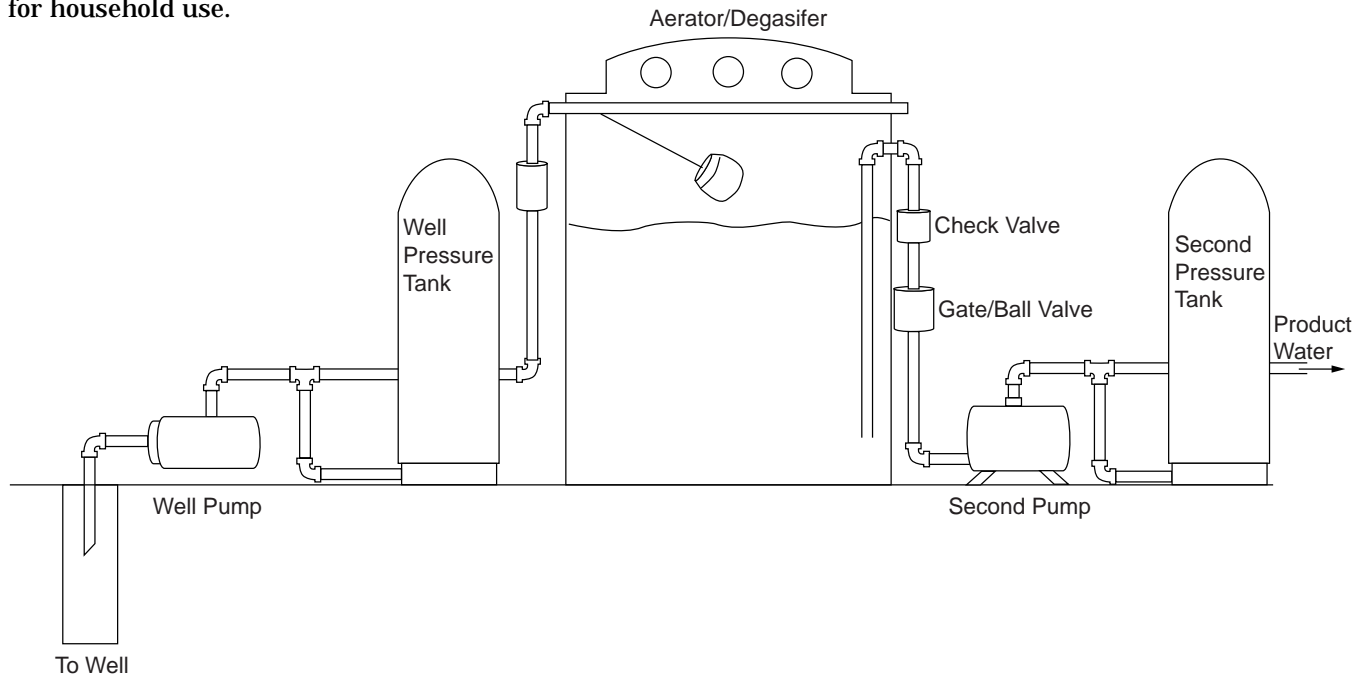 for household use.
Aerator/Degasifer
Well
Pressure
Tank
Check Valve
Gate/Ball Valve
Second
Pressure
Tank
Product
Water
Well Pump
Second Pump
To Well